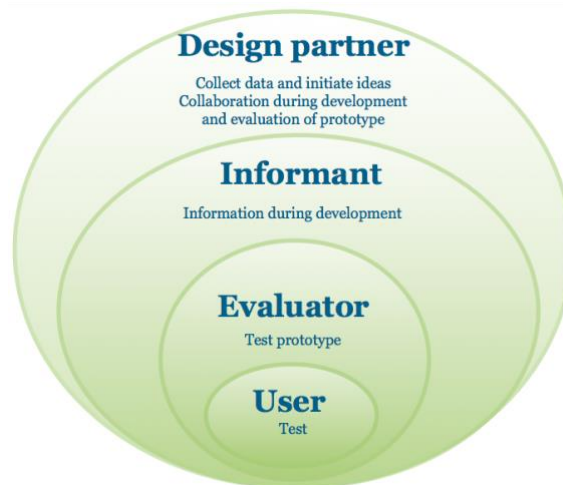 Design partner
Collect data and initiate ideas
Collaboration during development
and evaluation of prototype
Informant
Information during development
Evaluator
Test prototype
User
Test